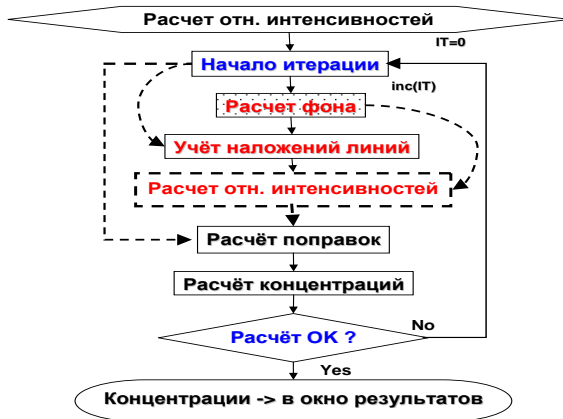 Расчет отн. интенсивностей
IT=0
Начало итерации
inc(IT)
Расчет фона
Учёт наложений линий
Расчет отн. интенсивностей
Расчёт поправок
Расчёт концентраций
Расчёт OK ?
No
Yes
Концентрации -> в окно результатов